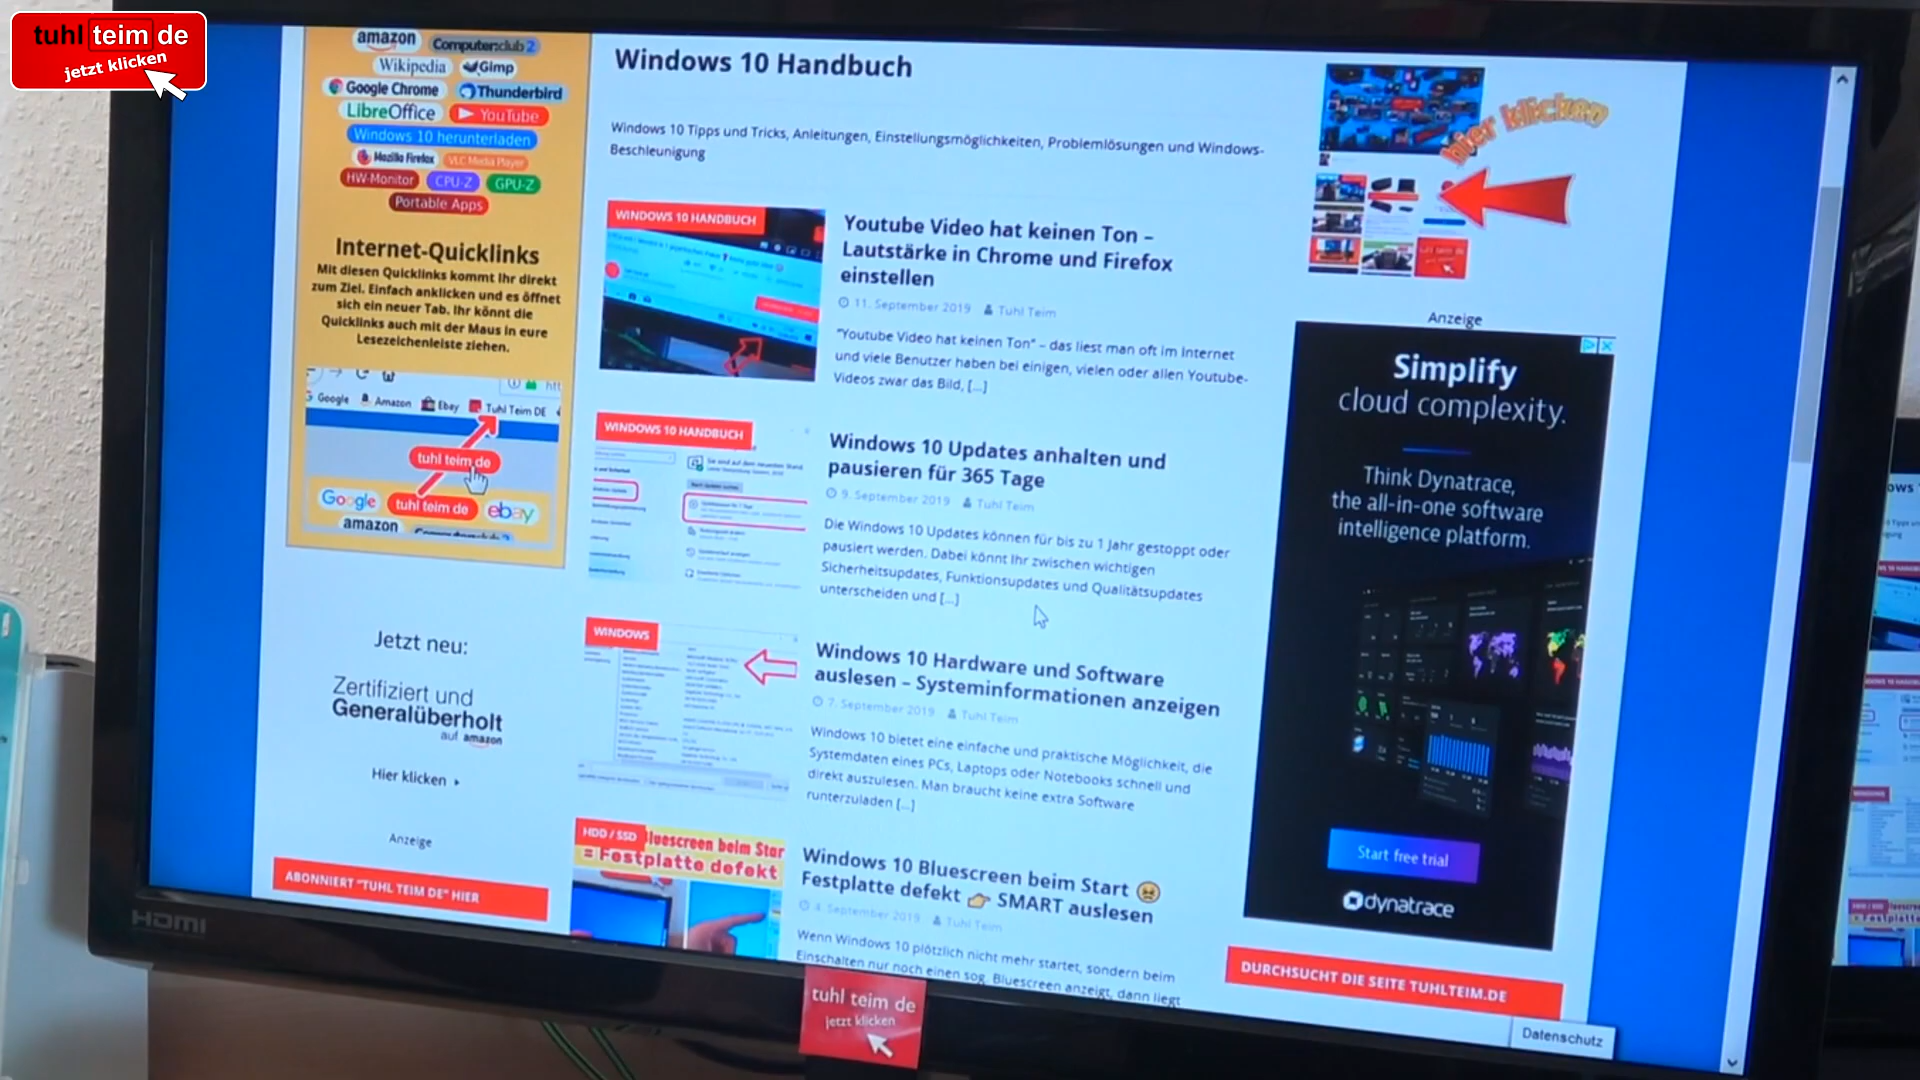 tuhl teim de
jetzt klicken
amazon Computerclub 2
Wikipedia Gimp
Google Chrome Thunderbird
LibreOffice YouTube
Windows 10 herunterladen
Mozilla Firefox VLC Media Player
HW-Monitor CPU-Z GPU-Z
Portable Apps
Internet-Quicklinks
Mit diesen Quicklinks kommt Ihr direkt
zum Ziel. Einfach anklicken und es öffnet
sich ein neuer Tab. Ihr könnt die
Quicklinks auch mit der Maus in eure
Lesezeichenleiste ziehen.
Google Amazon Ebay Tuhl Teim DE
tuhl teim de
Google tuhl teim de ebay
amazon
Jetzt neu:
Zertifiziert und
Generalüberholt
auf amazon
Hier klicken
Anzeige
ABONNIERT "TUHL TEIM DE" HIER
Windows 10 Handbuch
Windows 10 Tipps und Tricks, Anleitungen, Einstellungsmöglichkeiten, Problemlösungen und Windows-
Beschleunigung
WINDOWS 10 HANDBUCH
Youtube Video hat keinen Ton –
Lautstärke in Chrome und Firefox
einstellen
11. September 2019 Tuhl Teim
"Youtube Video hat keinen Ton" – das liest man oft im Internet
und viele Benutzer haben bei einigen, vielen oder allen Youtube-
Videos zwar das Bild, [...]
WINDOWS 10 HANDBUCH
Windows 10 Updates anhalten und
pausieren für 365 Tage
9. September 2019 Tuhl Teim
Die Windows 10 Updates können für bis zu 1 Jahr gestoppt oder
pausiert werden. Dabei könnt Ihr zwischen wichtigen
Sicherheitsupdates, Funktionsupdates und Qualitätsupdates
unterscheiden und [...]
WINDOWS
Windows 10 Hardware und Software
auslesen – Systeminformationen anzeigen
7. September 2019 Tuhl Teim
Windows 10 bietet eine einfache und praktische Möglichkeit, die
Systemdaten eines PCs, Laptops oder Notebooks schnell und
direkt auszulesen. Man braucht keine extra Software
runterzuladen [...]
HDD / SSD
Bluescreen beim Star
= Festplatte defekt
Windows 10 Bluescreen beim Start
Festplatte defekt SMART auslesen
4. September 2019 Tuhl Teim
Wenn Windows 10 plötzlich nicht mehr startet, sondern beim
Einschalten nur noch einen sog. Bluescreen anzeigt, dann liegt
hier klicken
Anzeige
Simplify
cloud complexity.
Think Dynatrace,
the all-in-one software
intelligence platform.
Start free trial
dynatrace
DURCHSUCHT DIE SEITE TUHLTEIM.DE
Datenschutz
HDMI
tuhl teim de
jetzt klicken